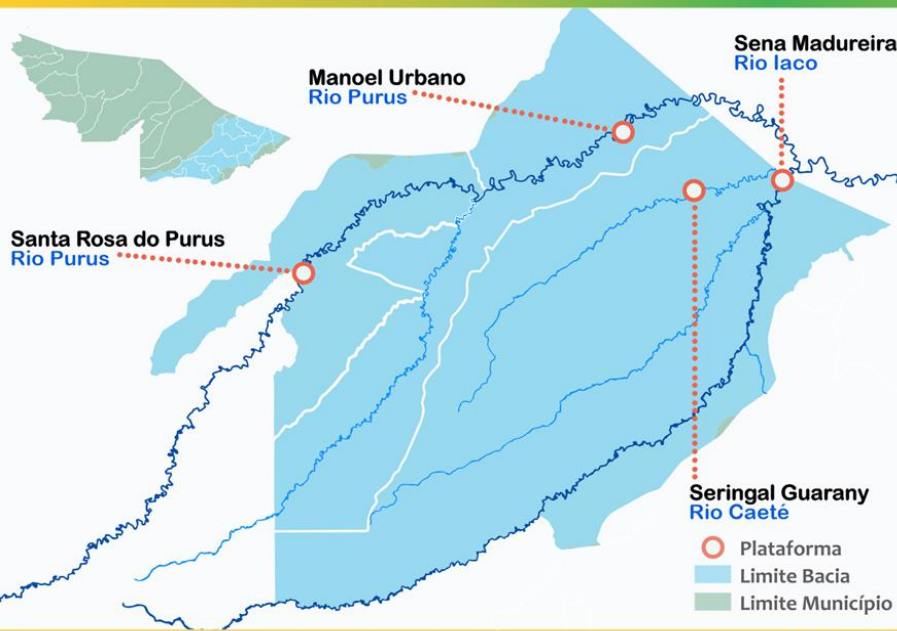 Sena Madureira
Rio Iaco
Manoel Urbano
Rio Purus
Santa Rosa do Purus
Rio Purus
Seringal Guarany
Rio Caeté
Plataforma
Limite Bacia
Limite Município